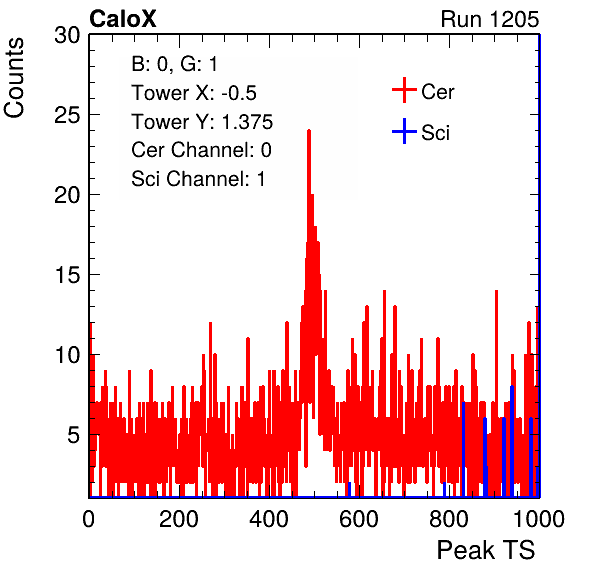 CaloX Run 1205
Counts
30
25
20
15
10
5
B: 0, G: 1
Tower X: -0.5
Tower Y: 1.375
Cer Channel: 0
Sci Channel: 1
Cer
Sci
0 200 400 600 800 1000
Peak TS